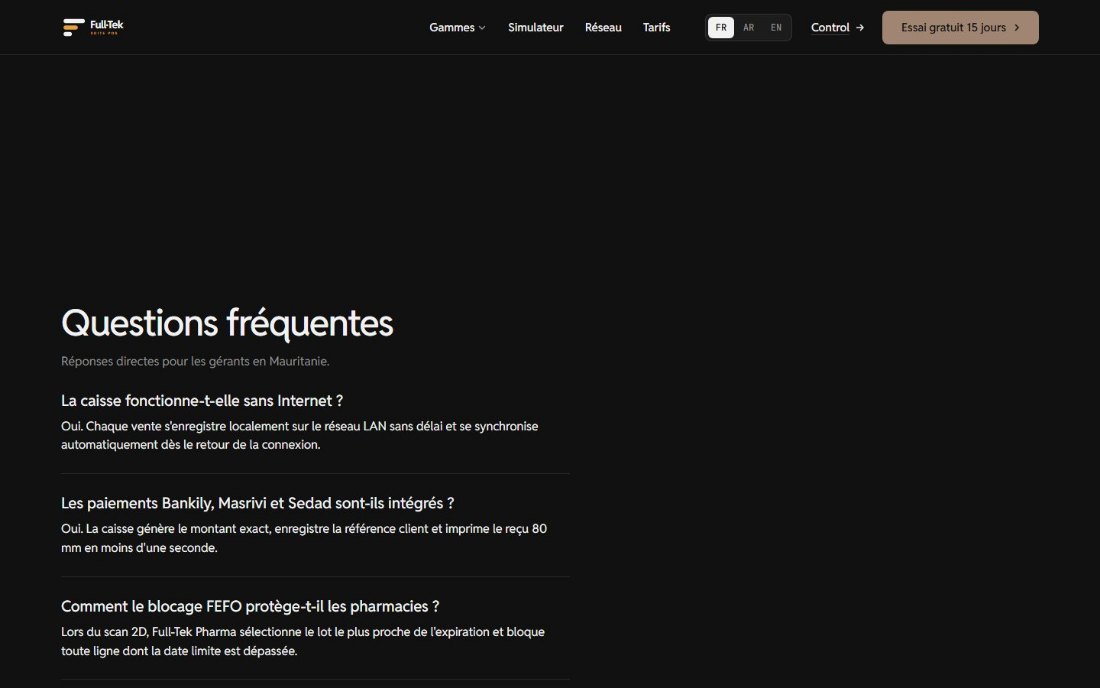 Full-Tek
SUITE POS
Gammes
Simulateur
Réseau
Tarifs
FR
AR
EN
Control →
Essai gratuit 15 jours
Questions fréquentes
Réponses directes pour les gérants en Mauritanie.
La caisse fonctionne-t-elle sans Internet ?
Oui. Chaque vente s'enregistre localement sur le réseau LAN sans délai et se synchronise
automatiquement dès le retour de la connexion.
Les paiements Bankily, Masrivi et Sedad sont-ils intégrés ?
Oui. La caisse génère le montant exact, enregistre la référence client et imprime le reçu 80
mm en moins d'une seconde.
Comment le blocage FEFO protège-t-il les pharmacies ?
Lors du scan 2D, Full-Tek Pharma sélectionne le lot le plus proche de l'expiration et bloque
toute ligne dont la date limite est dépassée.